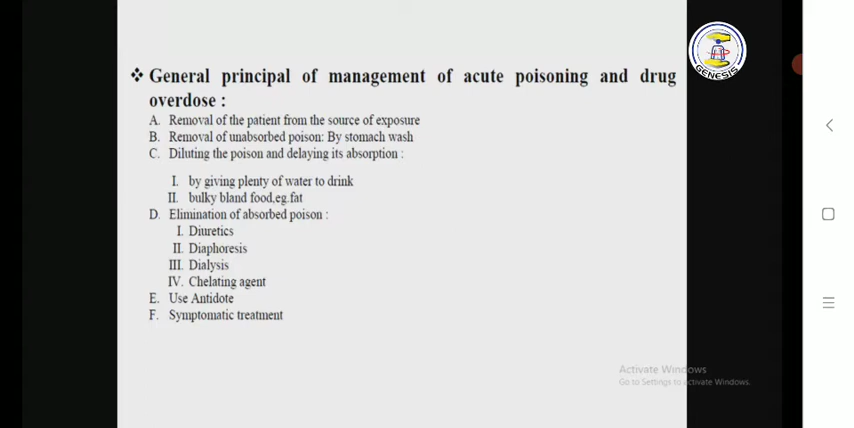 GENESIS
❖ General principal of management of acute poisoning and drug
overdose :
A. Removal of the patient from the source of exposure
B. Removal of unabsorbed poison: By stomach wash
C. Diluting the poison and delaying its absorption :
I. by giving plenty of water to drink
II. bulky bland food,eg.fat
D. Elimination of absorbed poison :
I. Diuretics
II. Diaphoresis
III. Dialysis
IV. Chelating agent
E. Use Antidote
F. Symptomatic treatment
Activate Windows
Go to Settings to activate Windows.